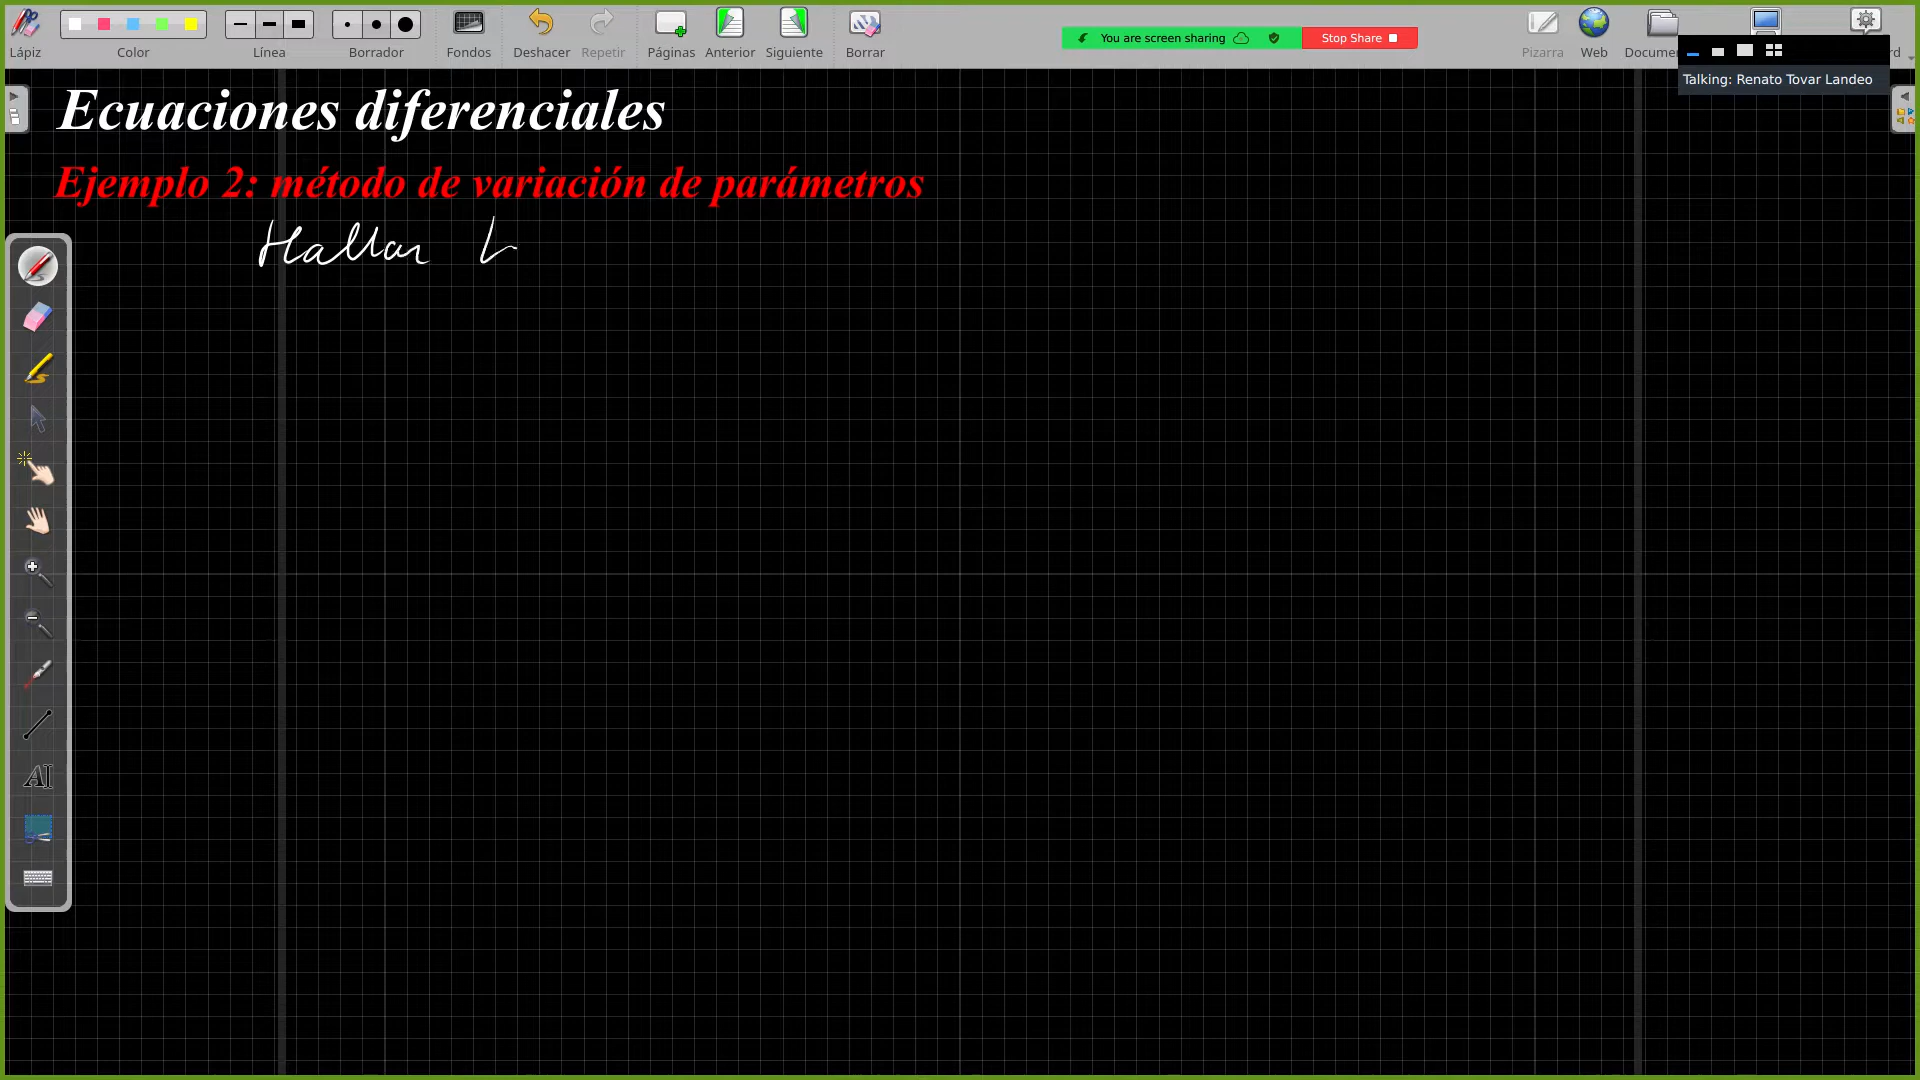 Lápiz Color Línea Borrador Fondos Deshacer Repetir Páginas Anterior Siguiente Borrar Pizarra Web
You are screen sharing Stop Share
Talking: Renato Tovar Landeo
Ecuaciones diferenciales
Ejemplo 2: método de variación de parámetros
Hallar